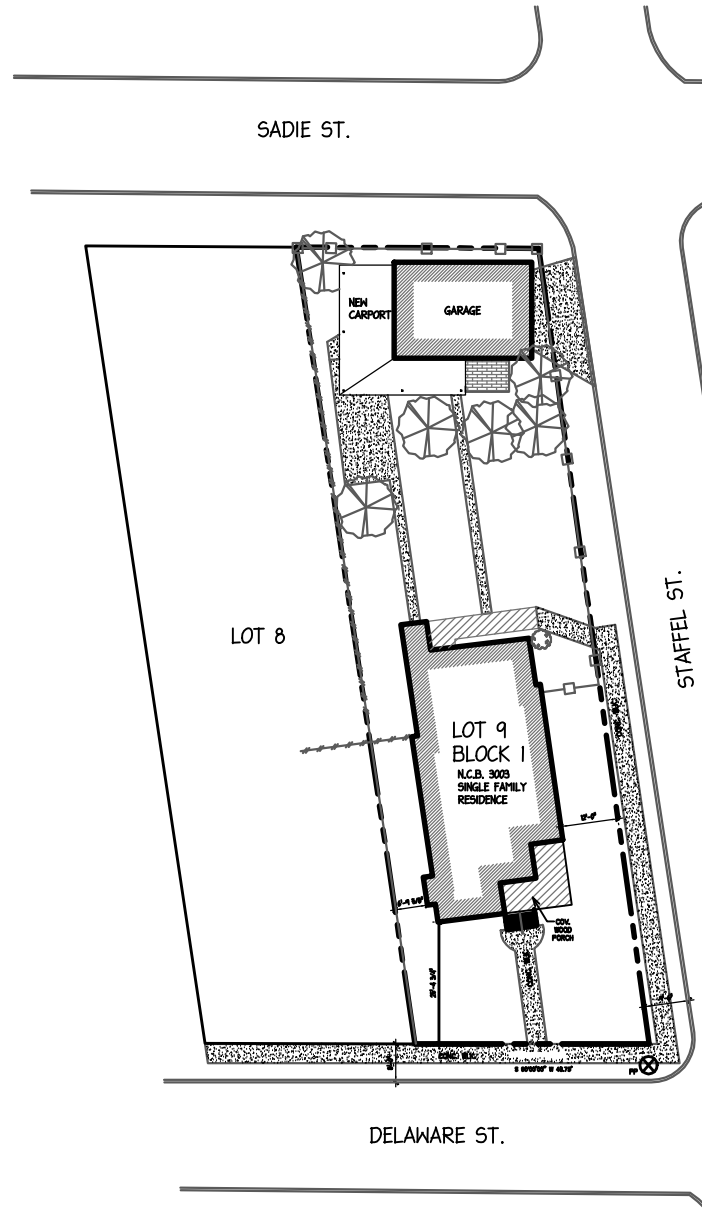 SADIE ST.
NEW
CARPORT
GARAGE
LOT 8
STAFFEL ST.
LOT 9
BLOCK 1
N.C.B. 3003
SINGLE FAMILY
RESIDENCE
COV.
WOOD
PORCH
PP
DELAWARE ST.